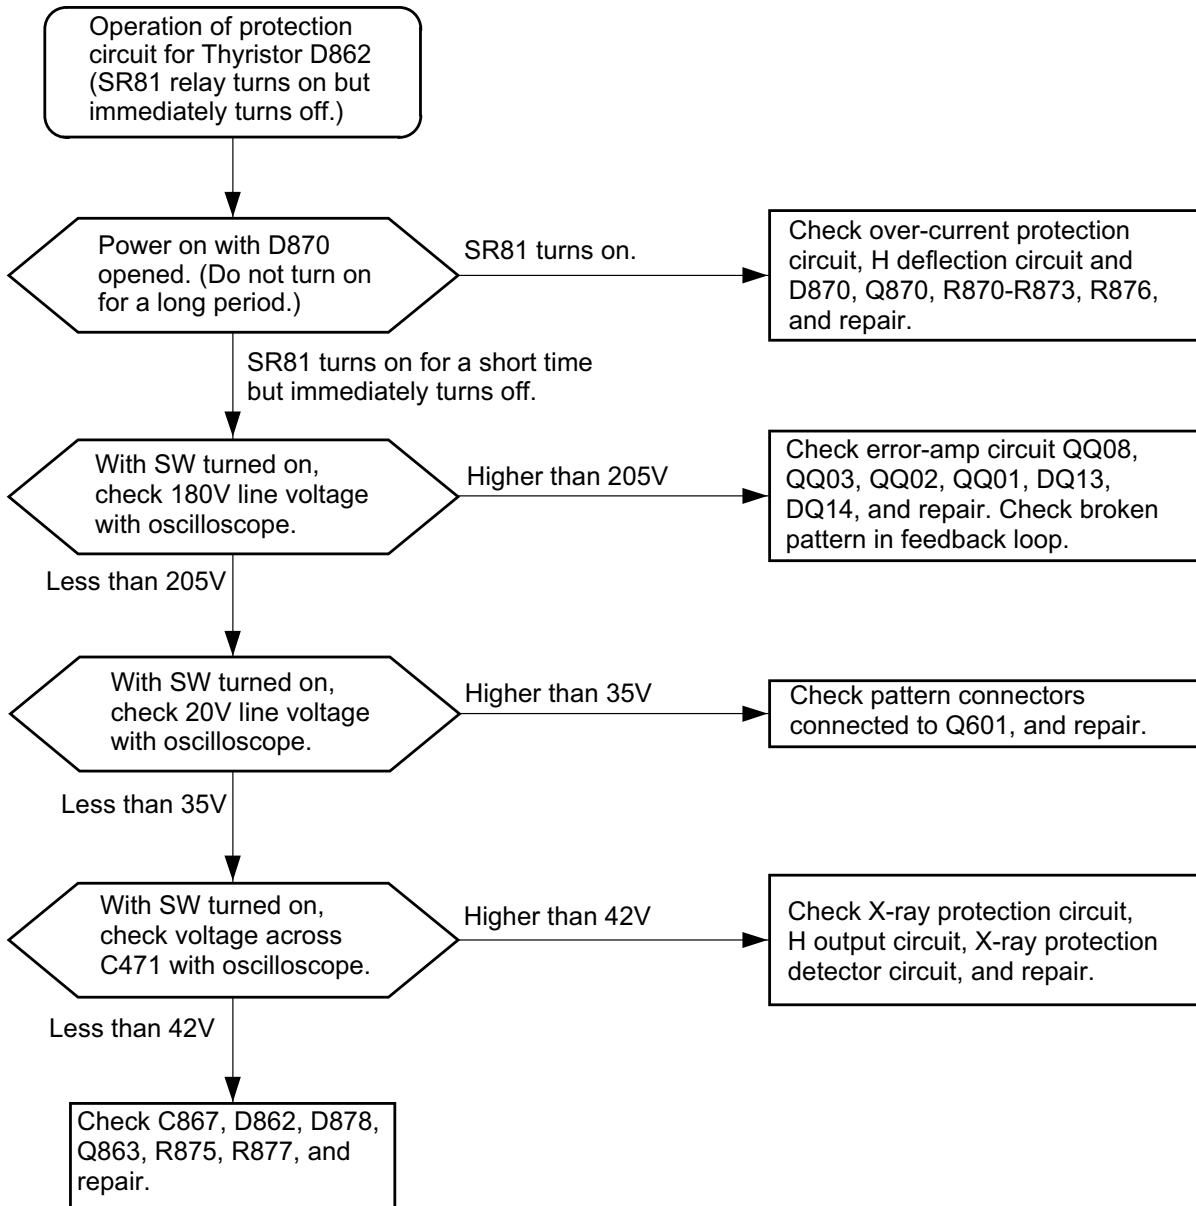 Operation of protection
circuit for Thyristor D862
(SR81 relay turns on but
immediately turns off.)
Power on with D870
opened. (Do not turn on
for a long period.)
SR81 turns on.
Check over-current protection
circuit, H deflection circuit and
D870, Q870, R870-R873, R876,
and repair.
SR81 turns on for a short time
but immediately turns off.
With SW turned on,
check 180V line voltage
with oscilloscope.
Higher than 205V
Check error-amp circuit QQ08,
QQ03, QQ02, QQ01, DQ13,
DQ14, and repair. Check broken
pattern in feedback loop.
Less than 205V
With SW turned on,
check 20V line voltage
with oscilloscope.
Higher than 35V
Check pattern connectors
connected to Q601, and repair.
Less than 35V
With SW turned on,
check voltage across
C471 with oscilloscope.
Higher than 42V
Check X-ray protection circuit,
H output circuit, X-ray protection
detector circuit, and repair.
Less than 42V
Check C867, D862, D878,
Q863, R875, R877, and
repair.